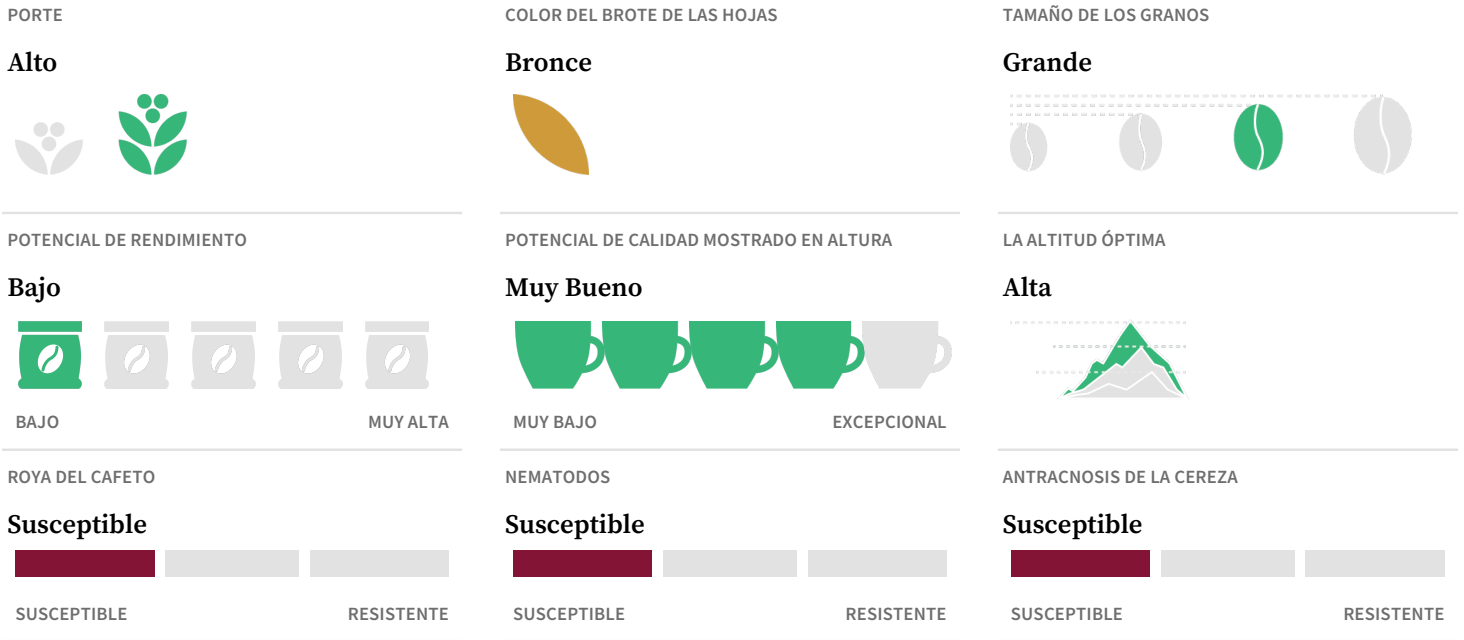 PORTE
Alto
COLOR DEL BROTE DE LAS HOJAS
Bronce
TAMAÑO DE LOS GRANOS
Grande
POTENCIAL DE RENDIMIENTO
Bajo
BAJO
MUY ALTA
POTENCIAL DE CALIDAD MOSTRADO EN ALTURA
Muy Bueno
MUY BAJO
EXCEPCIONAL
LA ALTITUD ÓPTIMA
Alta
ROYA DEL CAFETO
Susceptible
SUSCEPTIBLE
RESISTENTE
NEMATODOS
Susceptible
SUSCEPTIBLE
RESISTENTE
ANTRACNOSIS DE LA CEREZA
Susceptible
SUSCEPTIBLE
RESISTENTE